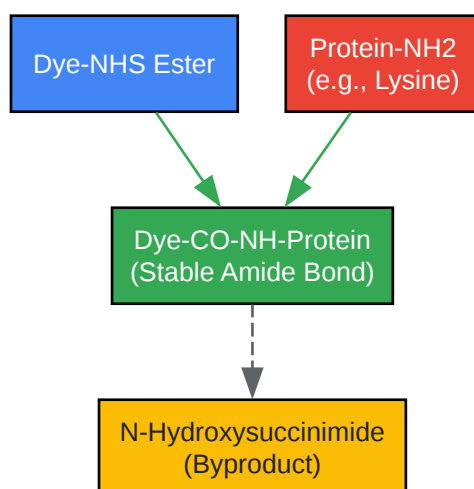 Dye-NHS Ester
Protein-NH2
(e.g., Lysine)
Dye-CO-NH-Protein
(Stable Amide Bond)
N-Hydroxysuccinimide
(Byproduct)